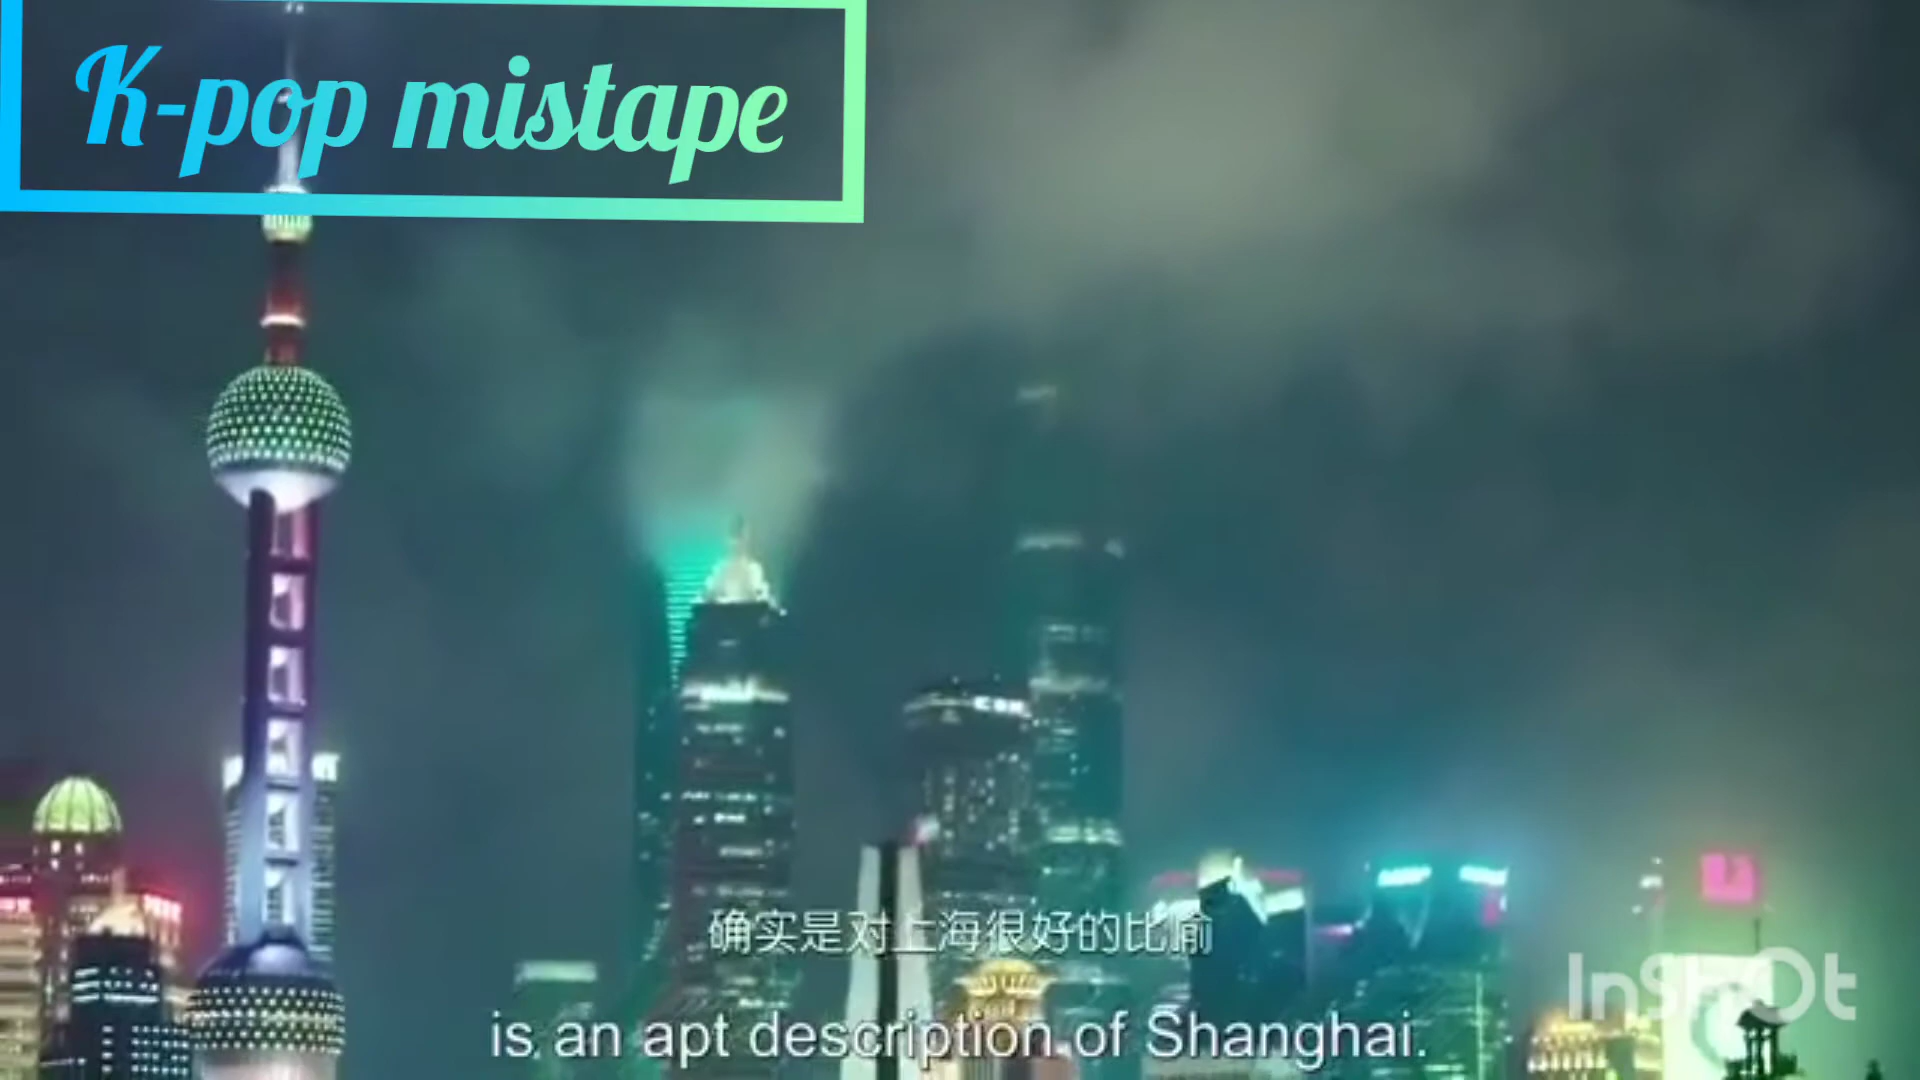 K-pop mistape
确实是对上海很好的比喻
is an apt description of Shanghai.
InShOt